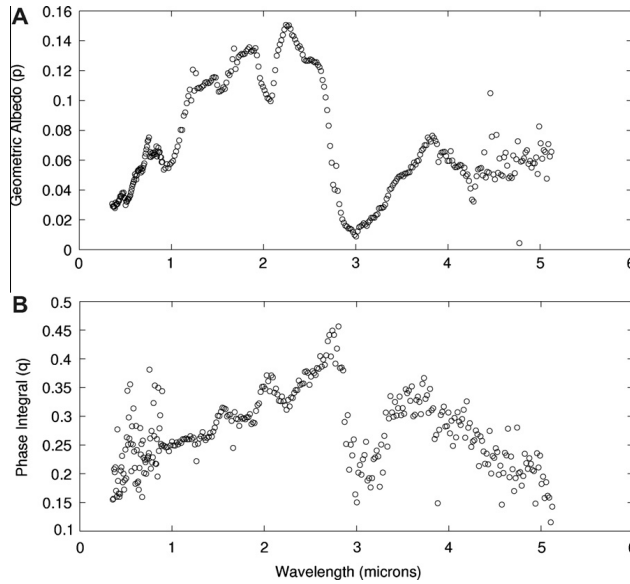 A
0.16
0.14
0.12
0.1
0.08
0.06
0.04
0.02
0
Geometric Albedo (p)
0 1 2 3 4 5 6
B
0.5
0.45
0.4
0.35
0.3
0.25
0.2
0.15
0.1
Phase Integral (q)
0 1 2 3 4 5 6
Wavelength (microns)